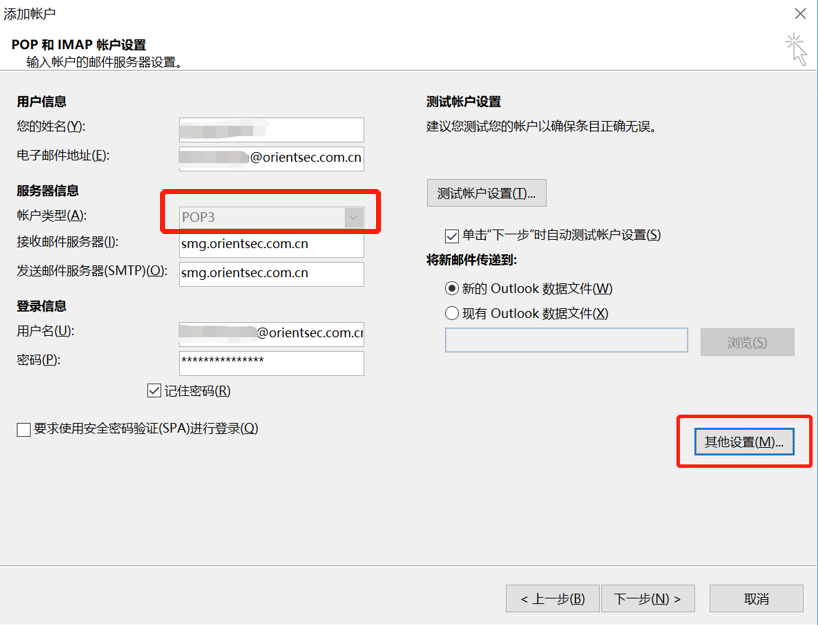 添加帐户
POP 和 IMAP 帐户设置
输入帐户的邮件服务器设置。
用户信息
您的姓名(Y):
电子邮件地址(E):
@orientsec.com.cn
服务器信息
帐户类型(A):
POP3
接收邮件服务器(I):
smg.orientsec.com.cn
发送邮件服务器(SMTP)(O):
smg.orientsec.com.cn
登录信息
用户名(U):
@orientsec.com.cn
密码(P):
***************
记住密码(R)
要求使用安全密码验证(SPA)进行登录(Q)
测试帐户设置
建议您测试您的帐户以确保条目正确无误。
测试帐户设置(T)...
单击“下一步”时自动测试帐户设置(S)
将新邮件传递到:
新的 Outlook 数据文件(W)
现有 Outlook 数据文件(X)
浏览(S)
其他设置(M)...
< 上一步(B)
下一步(N) >
取消